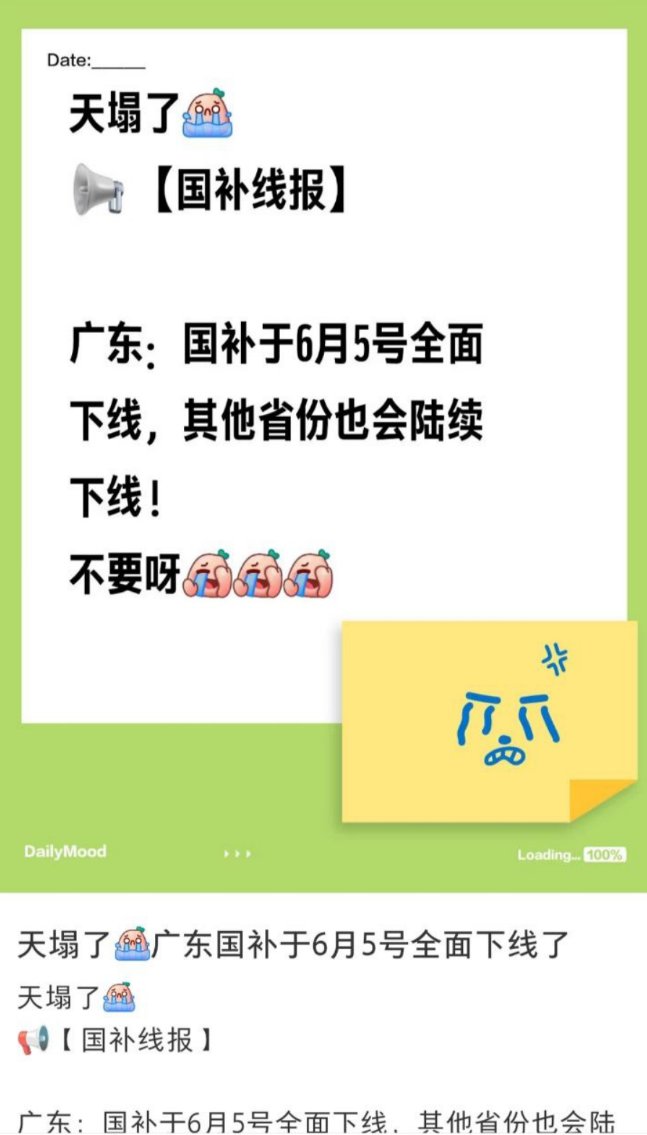 Date:______
天塌了
【国补线报】
广东：国补于6月5号全面
下线，其他省份也会陆续
下线！
不要呀
DailyMood
Loading... 100%
天塌了广东国补于6月5号全面下线了
天塌了
【国补线报】
广东：国补于6月5号全面下线，其他省份也会陆